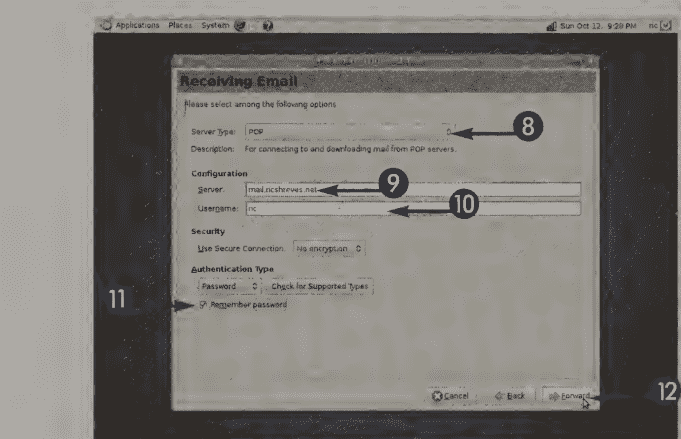 Applications Places System Sun Oct 12, 9:20 PM nc
Receiving Email
Please select among the following options
Server Type: POP 8
Description: For connecting to and downloading mail from POP servers.
Configuration
Server: mail.ricshreves.net 9
Username: ric 10
Security
Use Secure Connection: No encryption
Authentication Type
Password Check for Supported Types
11 Remember password
Cancel Back Forward 12